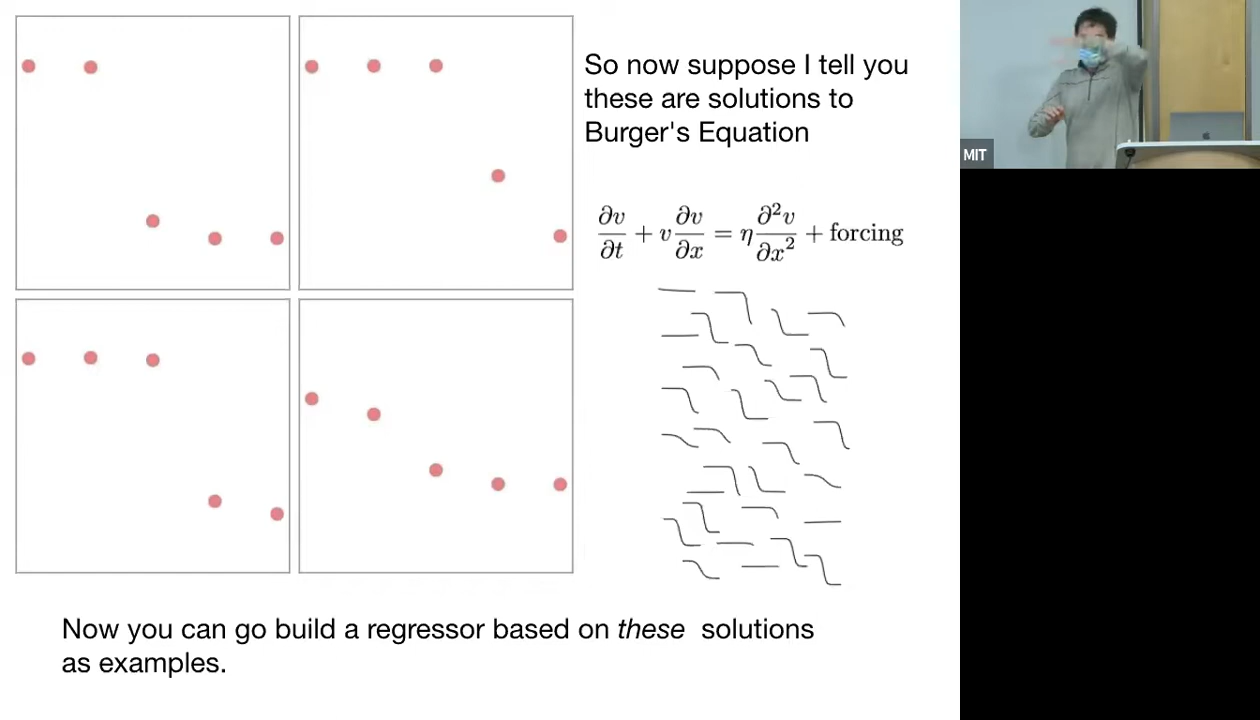 So now suppose I tell you
these are solutions to
Burger's Equation
∂v/∂t + v ∂v/∂x = η ∂²v/∂x² + forcing
MIT
Now you can go build a regressor based on these solutions
as examples.